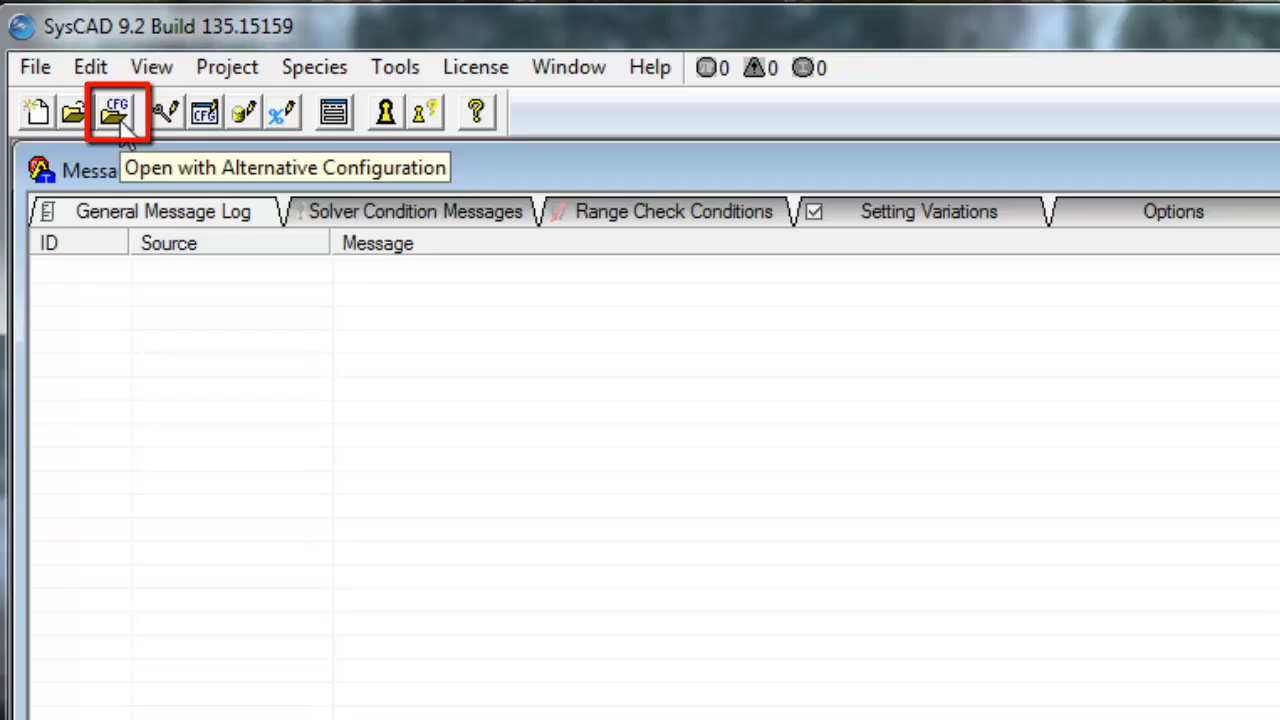 SysCAD 9.2 Build 135.15159
File Edit View Project Species Tools License Window Help 0 0 0
CFG CFG ?
Messa
Open with Alternative Configuration
General Message Log Solver Condition Messages Range Check Conditions Setting Variations Options
ID Source Message